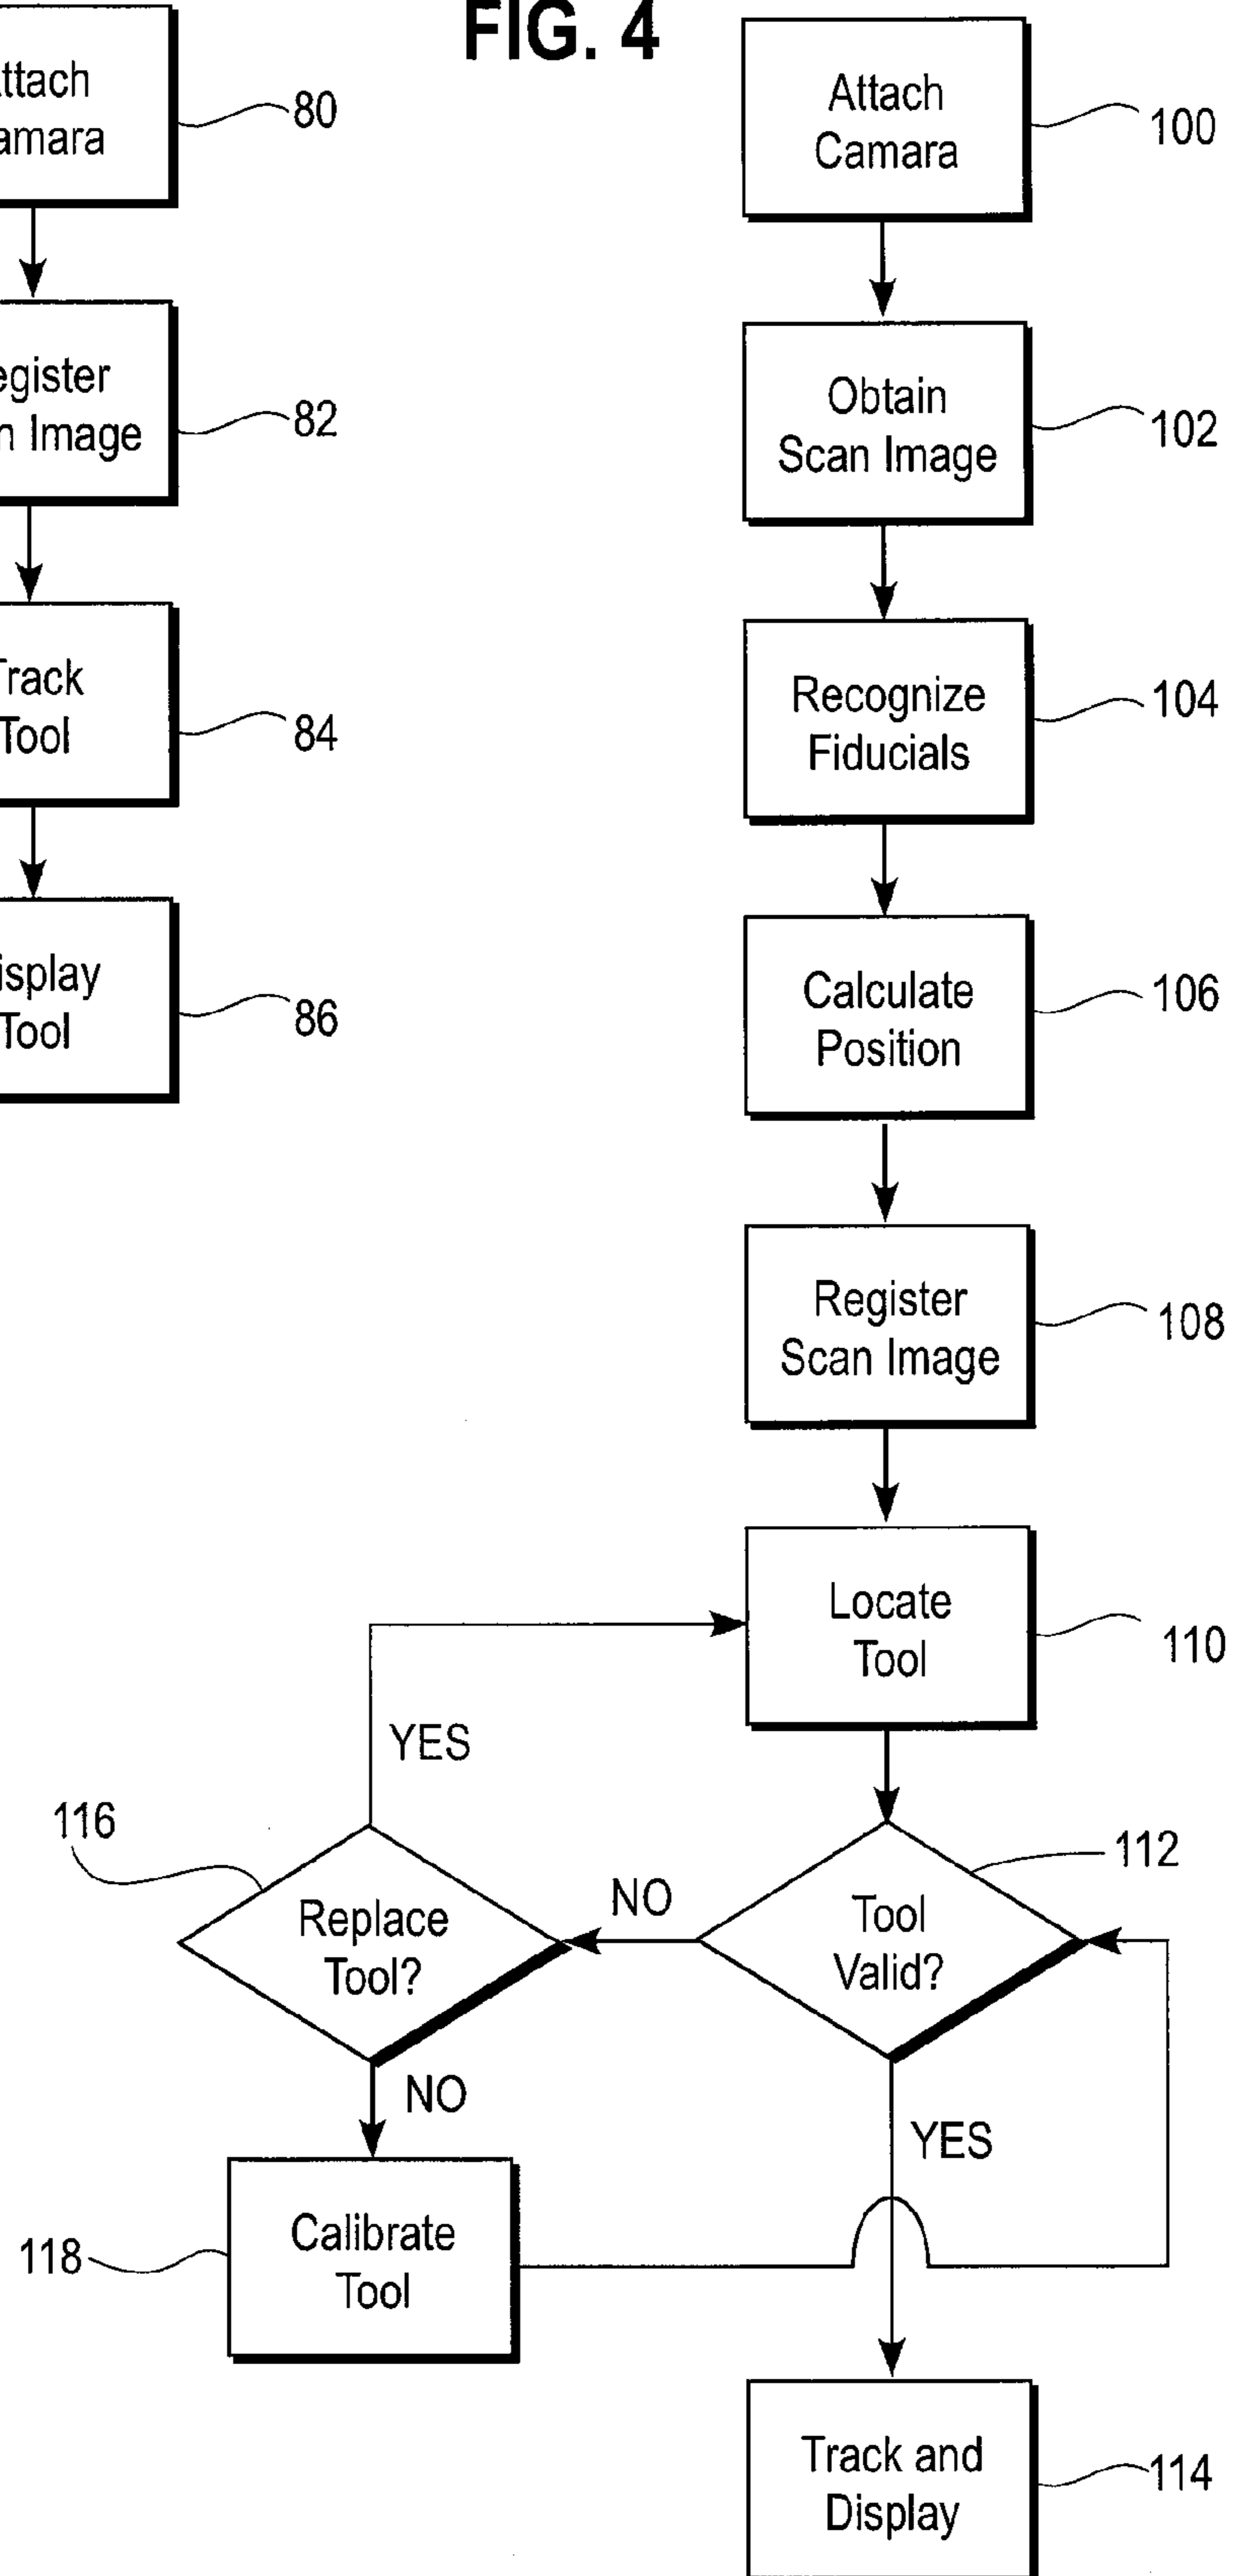 FIG. 4
ttach
amara
80
egister
n Image
82
Track
Tool
84
isplay
Tool
86
Attach
Camara
100
Obtain
Scan Image
102
Recognize
Fiducials
104
Calculate
Position
106
Register
Scan Image
108
Locate
Tool
110
YES
116
Replace
Tool?
NO
Tool
Valid?
112
NO
YES
Calibrate
Tool
118
Track and
Display
114